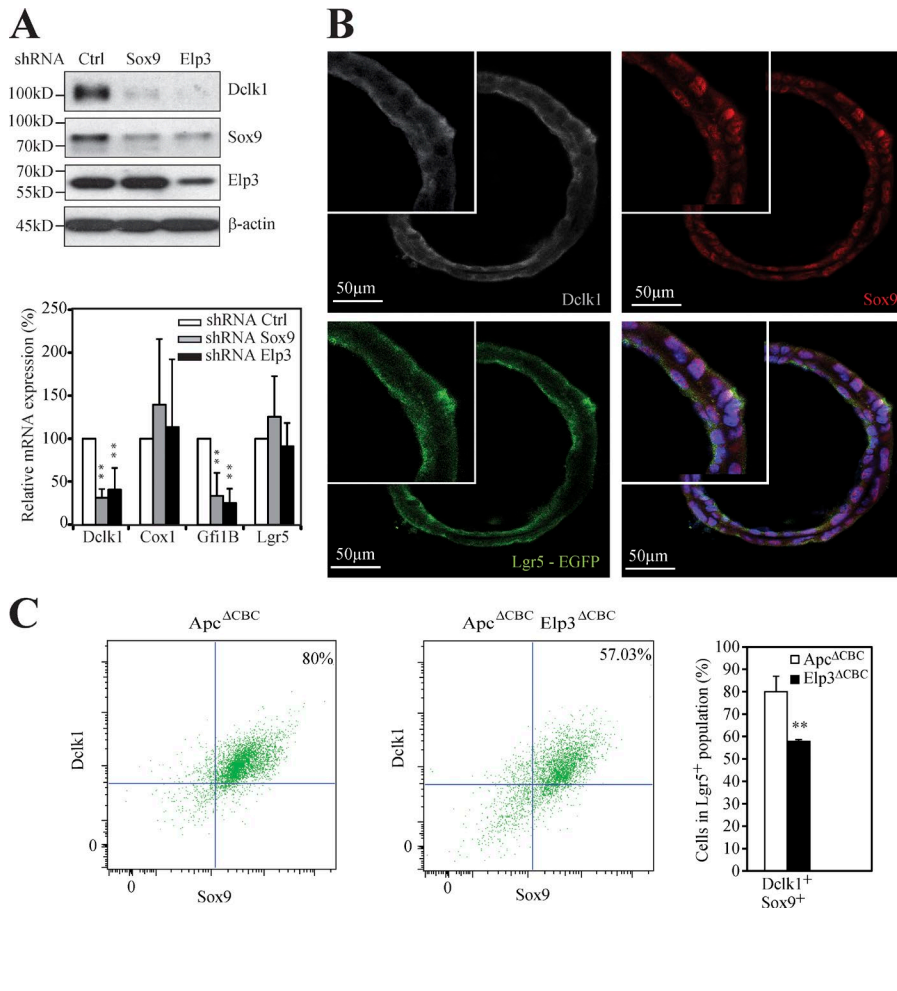 A
shRNA Ctrl Sox9 Elp3
100kD
Dclk1
100kD
70kD
Sox9
70kD
55kD
Elp3
45kD
β-actin
Relative mRNA expression (%)
250
200
150
100
50
0
shRNA Ctrl
shRNA Sox9
shRNA Elp3
** ** ** **
Dclk1 Cox1 Gfi1B Lgr5
B
50µm
Dclk1
50µm
Sox9
50µm
Lgr5 - EGFP
50µm
C
Apc ΔCBC
80%
Dclk1
0
0
Sox9
Apc ΔCBC Elp3 ΔCBC
57.03%
Dclk1
0
0
Sox9
Cells in Lgr5+ population (%)
100
90
80
70
60
50
40
30
20
10
0
Apc ΔCBC
Elp3 ΔCBC
**
Dclk1+
Sox9+